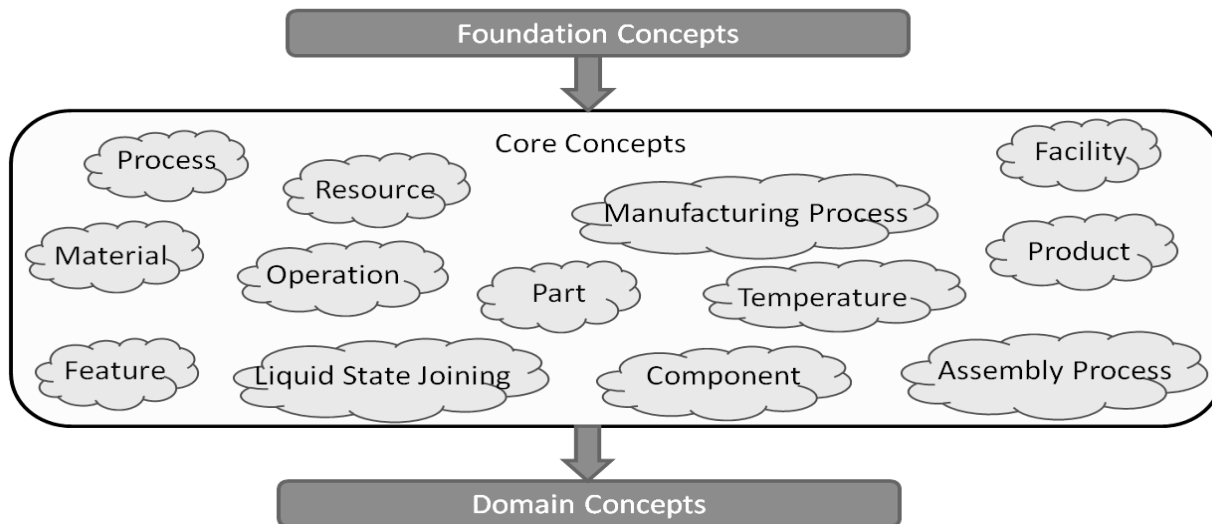 Foundation Concepts
Core Concepts
Process
Resource
Facility
Manufacturing Process
Material
Operation
Part
Temperature
Product
Feature
Liquid State Joining
Component
Assembly Process
Domain Concepts